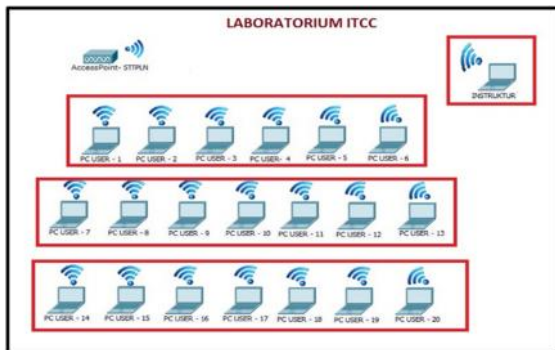 LABORATORIUM ITCC
AccessPoint- STTPLN
INSTRUKTUR
PC USER - 1 PC USER - 2 PC USER - 3 PC USER- 4 PC USER - 5 PC USER - 6
PC USER - 7 PC USER - 8 PC USER - 9 PC USER - 10 PC USER - 11 PC USER - 12 PC USER - 13
PC USER - 14 PC USER - 15 PC USER - 16 PC USER - 17 PC USER - 18 PC USER - 19 PC USER - 20